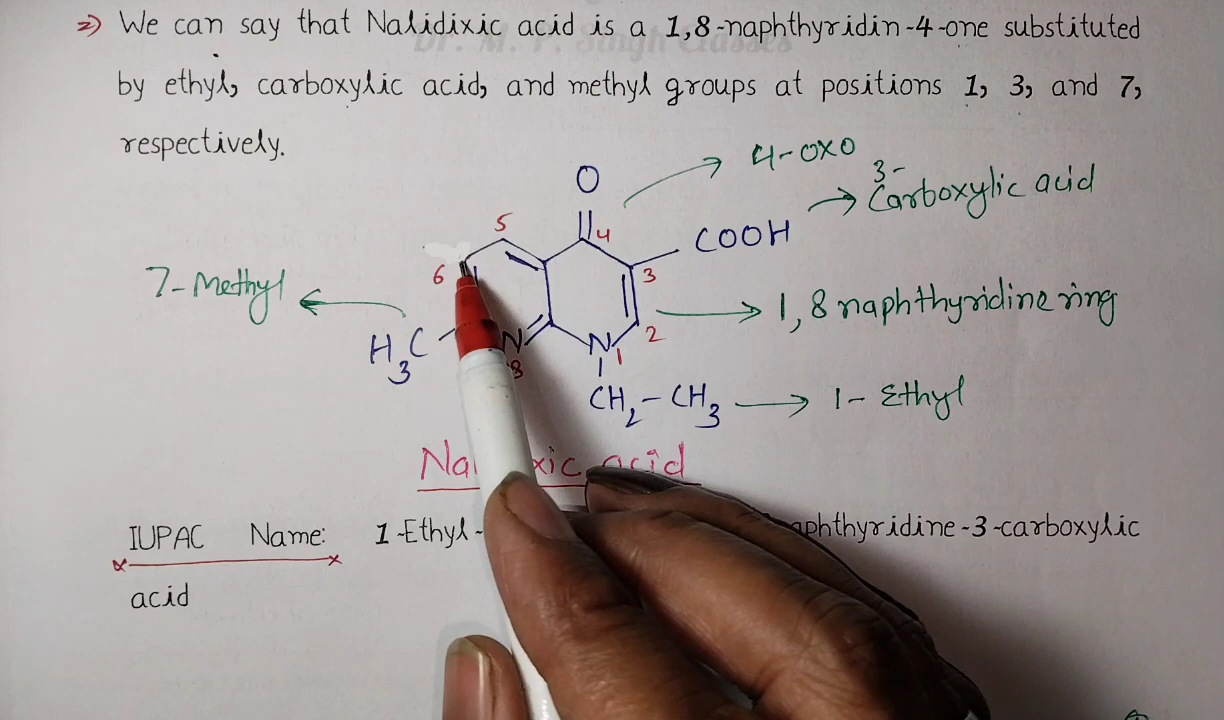 2) We can say that Nalidixic acid is a 1,8-naphthyridin-4-one substituted
by ethyl, carboxylic acid, and methyl groups at positions 1, 3, and 7,
respectively.
4-oxo
O
3-
Carboxylic acid
5
4
COOH
7-Methyl
6
3
1,8 naphthyridine ring
H3C
N
8
N
1
2
CH2-CH3
1- Ethyl
acid
IUPAC Name: 1-Ethyl- naphthyridine-3-carboxylic
acid